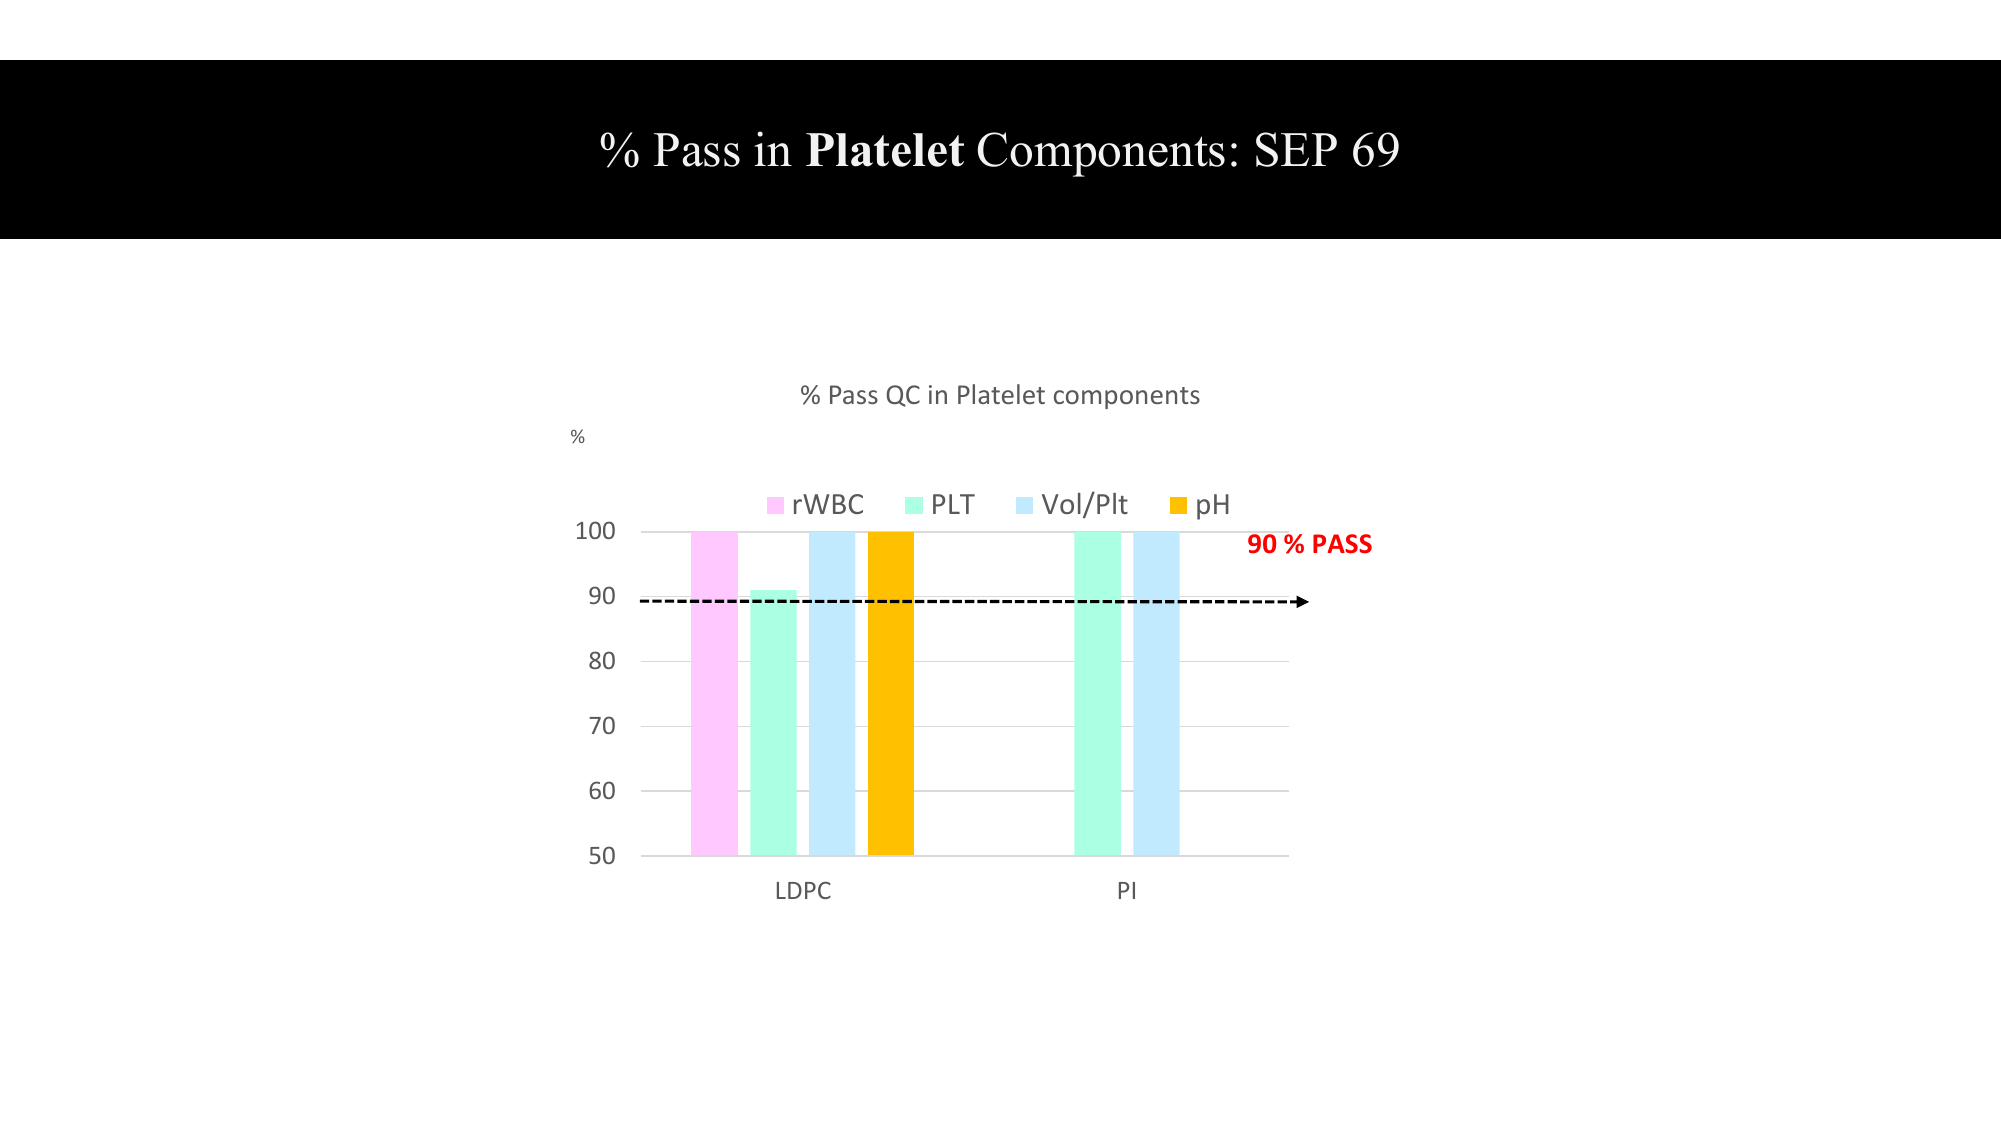 % Pass in Platelet Components: SEP 69
% Pass QC in Platelet components
%
rWBC PLT Vol/Plt pH
100
90 % PASS
90
80
70
60
50
LDPC PI